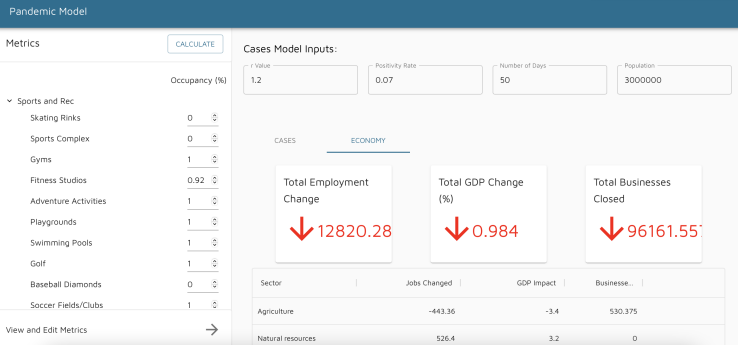 Pandemic Model
Metrics
CALCULATE
Occupancy (%)
Sports and Rec
Skating Rinks 0
Sports Complex 0
Gyms 1
Fitness Studios 0.92
Adventure Activities 1
Playgrounds 1
Swimming Pools 1
Golf 1
Baseball Diamonds 0
Soccer Fields/Clubs 1
View and Edit Metrics
Cases Model Inputs:
r Value
1.2
Positivity Rate
0.07
Number of Days
50
Population
3000000
CASES
ECONOMY
Total Employment
Change
12820.28
Total GDP Change
(%)
0.984
Total Businesses
Closed
96161.557
Sector Jobs Changed GDP Impact Businesse...
Agriculture -443.36 -3.4 530.375
Natural resources 526.4 3.2 0